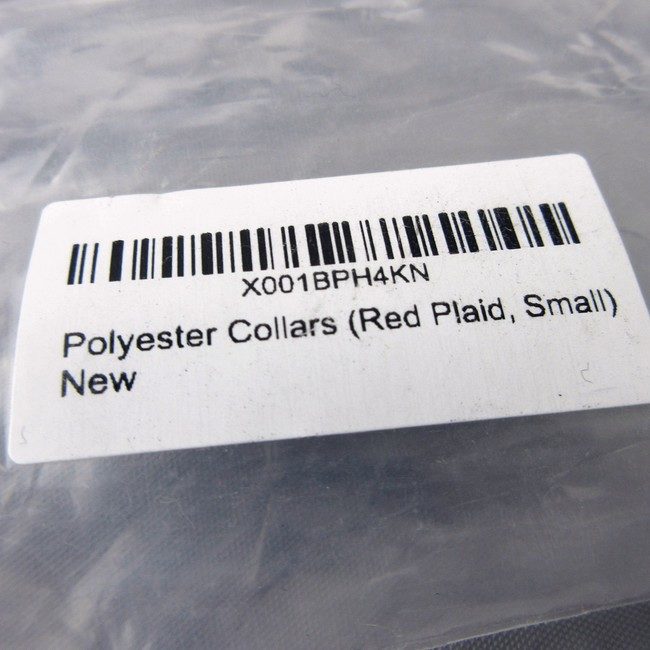 X001BPH4KN
Polyester Collars (Red Plaid, Small)
New